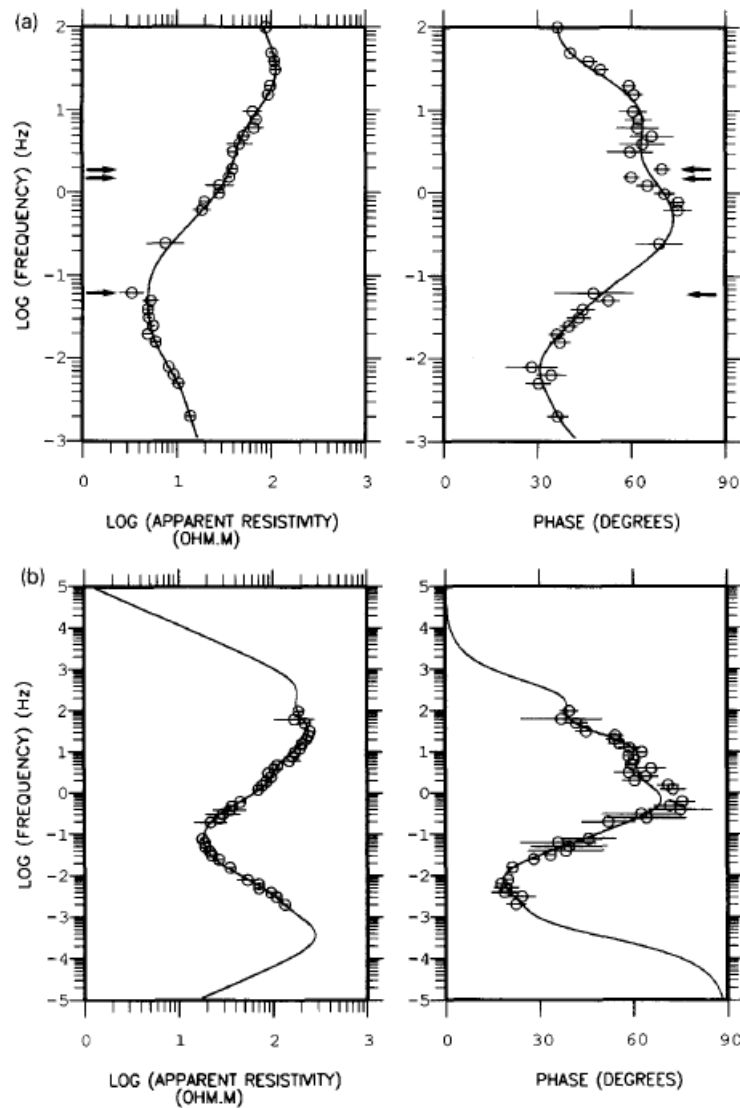 (a)
2
1
0
-1
-2
-3
LOG (FREQUENCY) (Hz)
0 1 2 3
LOG (APPARENT RESISTIVITY)
(OHM.M)
0 30 60 90
PHASE (DEGREES)
2
1
0
-1
-2
-3
(b)
5
4
3
2
1
0
-1
-2
-3
-4
-5
LOG (FREQUENCY) (Hz)
0 1 2 3
LOG (APPARENT RESISTIVITY)
(OHM.M)
5
4
3
2
1
0
-1
-2
-3
-4
-5
0 30 60 90
PHASE (DEGREES)